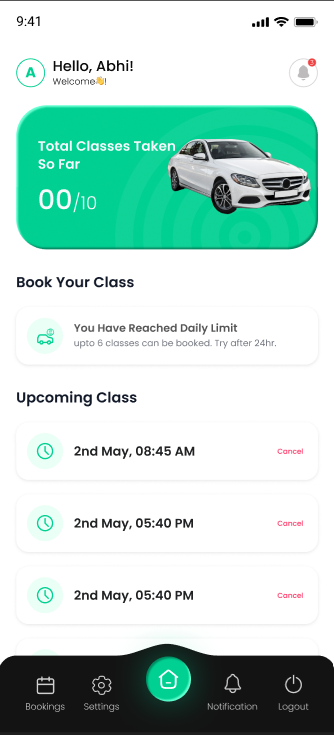 9:41
A
Hello, Abhi!
Welcome👋!
Total Classes Taken
So Far
00/10
Book Your Class
You Have Reached Daily Limit
upto 6 classes can be booked. Try after 24hr.
Upcoming Class
2nd May, 08:45 AM
Cancel
2nd May, 05:40 PM
Cancel
2nd May, 05:40 PM
Cancel
Bookings
Settings
Notification
Logout